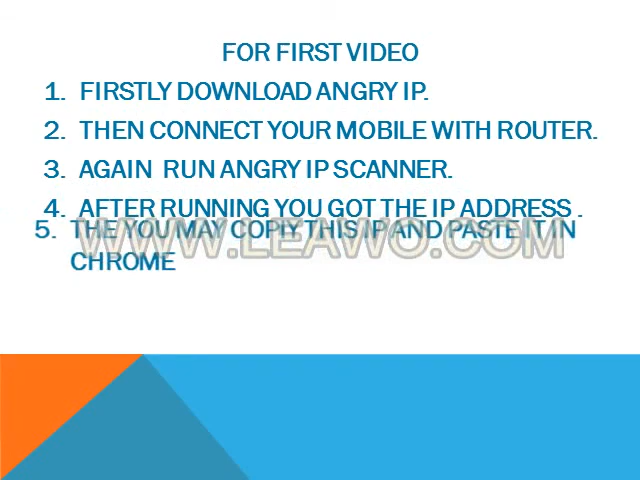 FOR FIRST VIDEO
1. FIRSTLY DOWNLOAD ANGRY IP.
2. THEN CONNECT YOUR MOBILE WITH ROUTER.
3. AGAIN RUN ANGRY IP SCANNER.
4. AFTER RUNNING YOU GOT THE IP ADDRESS .
5. THE YOU MAY COPIY THIS IP AND PASTE IT IN
WWW.LEAWO.COM
CHROME